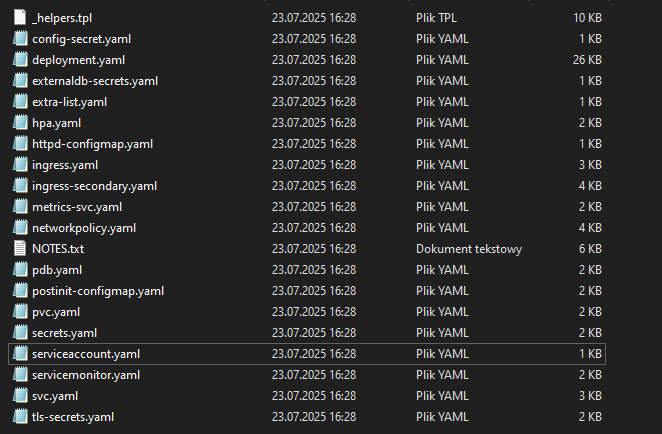 _helpers.tpl 23.07.2025 16:28 Plik TPL 10 KB
config-secret.yaml 23.07.2025 16:28 Plik YAML 1 KB
deployment.yaml 23.07.2025 16:28 Plik YAML 26 KB
externaldb-secrets.yaml 23.07.2025 16:28 Plik YAML 1 KB
extra-list.yaml 23.07.2025 16:28 Plik YAML 1 KB
hpa.yaml 23.07.2025 16:28 Plik YAML 2 KB
httpd-configmap.yaml 23.07.2025 16:28 Plik YAML 1 KB
ingress.yaml 23.07.2025 16:28 Plik YAML 3 KB
ingress-secondary.yaml 23.07.2025 16:28 Plik YAML 4 KB
metrics-svc.yaml 23.07.2025 16:28 Plik YAML 2 KB
networkpolicy.yaml 23.07.2025 16:28 Plik YAML 4 KB
NOTES.txt 23.07.2025 16:28 Dokument tekstowy 6 KB
pdb.yaml 23.07.2025 16:28 Plik YAML 2 KB
postinit-configmap.yaml 23.07.2025 16:28 Plik YAML 2 KB
pvc.yaml 23.07.2025 16:28 Plik YAML 2 KB
secrets.yaml 23.07.2025 16:28 Plik YAML 2 KB
serviceaccount.yaml 23.07.2025 16:28 Plik YAML 1 KB
servicemonitor.yaml 23.07.2025 16:28 Plik YAML 2 KB
svc.yaml 23.07.2025 16:28 Plik YAML 3 KB
tls-secrets.yaml 23.07.2025 16:28 Plik YAML 2 KB